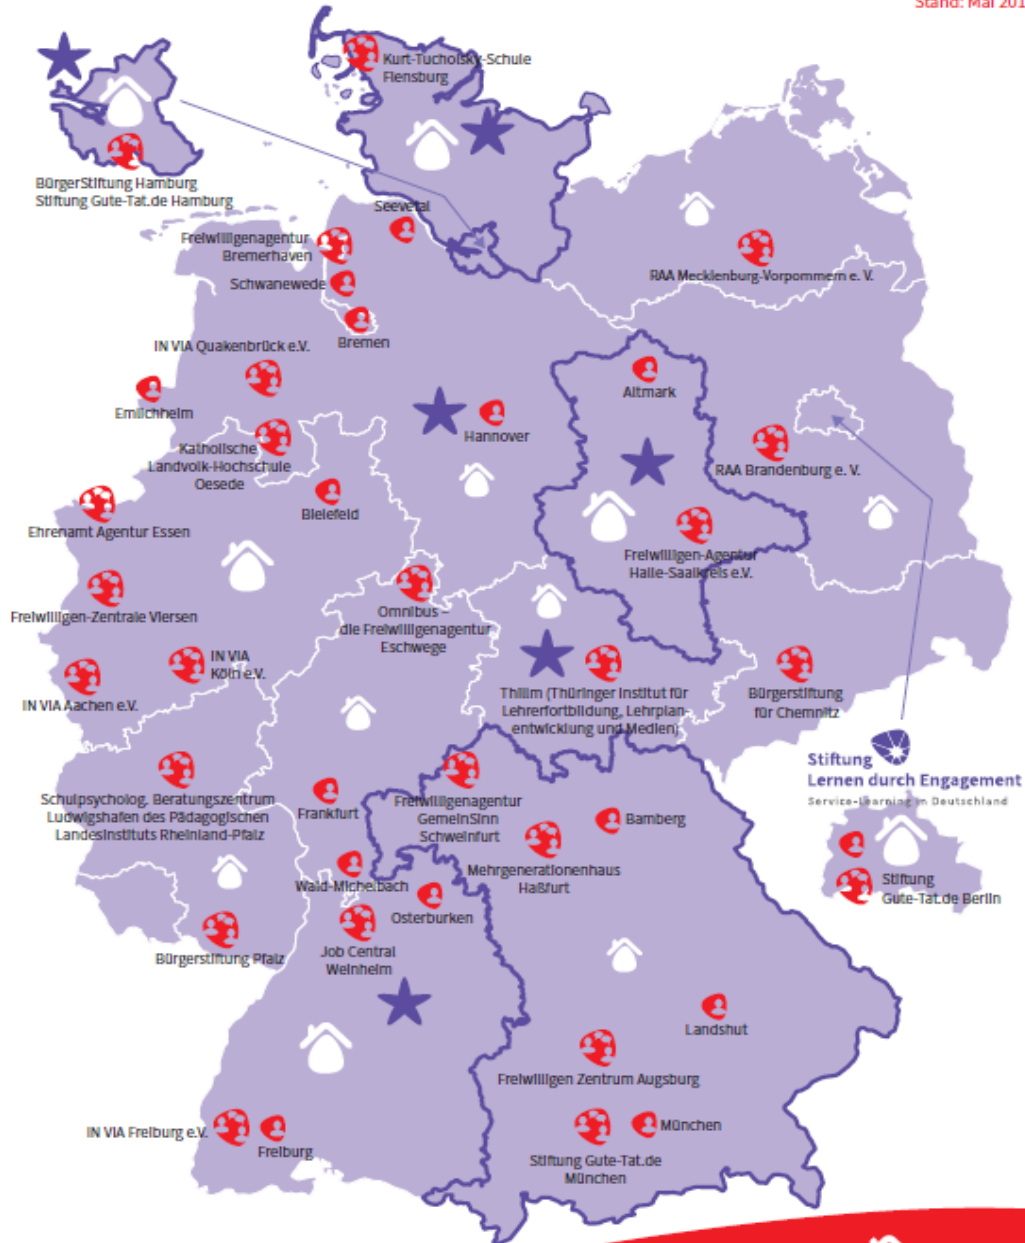 Stand: Mai 201
Kurt-Tucholsky-Schule
Flensburg
BürgerStiftung Hamburg
Stiftung Gute-Tat.de Hamburg
Seevetal
Freiwilligenagentur
Bremerhaven
RAA Mecklenburg-Vorpommern e. V.
Schwanewede
Bremen
IN VIA Quakenbrück e.V.
Altmark
Emlichheim
Hannover
Katholische
Landvolk-Hochschule
Oesede
RAA Brandenburg e. V.
Bielefeld
Ehrenamt Agentur Essen
Freiwilligen-Agentur
Halle-Saalkreis e.V.
Freiwilligen-Zentrale Viersen
Omnibus –
die Freiwilligenagentur
Eschwege
IN VIA
Köln e.V.
IN VIA Aachen e.V.
Thillm (Thüringer Institut für
Lehrerfortbildung, Lehrplan-
entwicklung und Medien)
Bürgerstiftung
für Chemnitz
Stiftung
Lernen durch Engagement
Service-Learning in Deutschland
Schulpsycholog. Beratungszentrum
Ludwigshafen des Pädagogischen
Landesinstituts Rheinland-Pfalz
Frankfurt
Freiwilligenagentur
GemeinSinn
Schweinfurt
Bamberg
Mehrgenerationenhaus
Haßfurt
Wald-Michelbach
Osterburken
Stiftung
Gute-Tat.de Berlin
Bürgerstiftung Pfalz
Job Central
Weinheim
Landshut
Freiwilligen Zentrum Augsburg
IN VIA Freiburg e.V.
Freiburg
München
Stiftung Gute-Tat.de
München